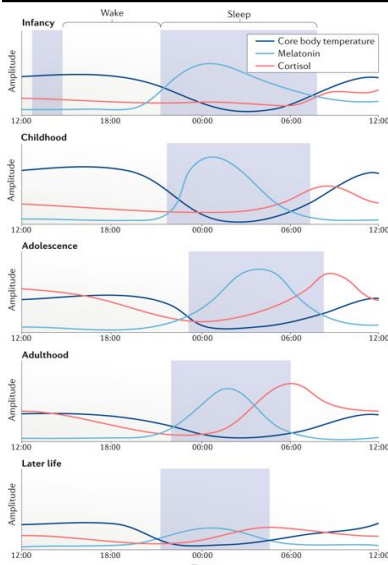 Wake Sleep
Infancy
Core body temperature
Melatonin
Cortisol
Amplitude
12:00 18:00 00:00 06:00 12:00
Childhood
Amplitude
12:00 18:00 00:00 06:00 12:00
Adolescence
Amplitude
12:00 18:00 00:00 06:00 12:00
Adulthood
Amplitude
12:00 18:00 00:00 06:00 12:00
Later life
Amplitude
12:00 18:00 00:00 06:00 12:00